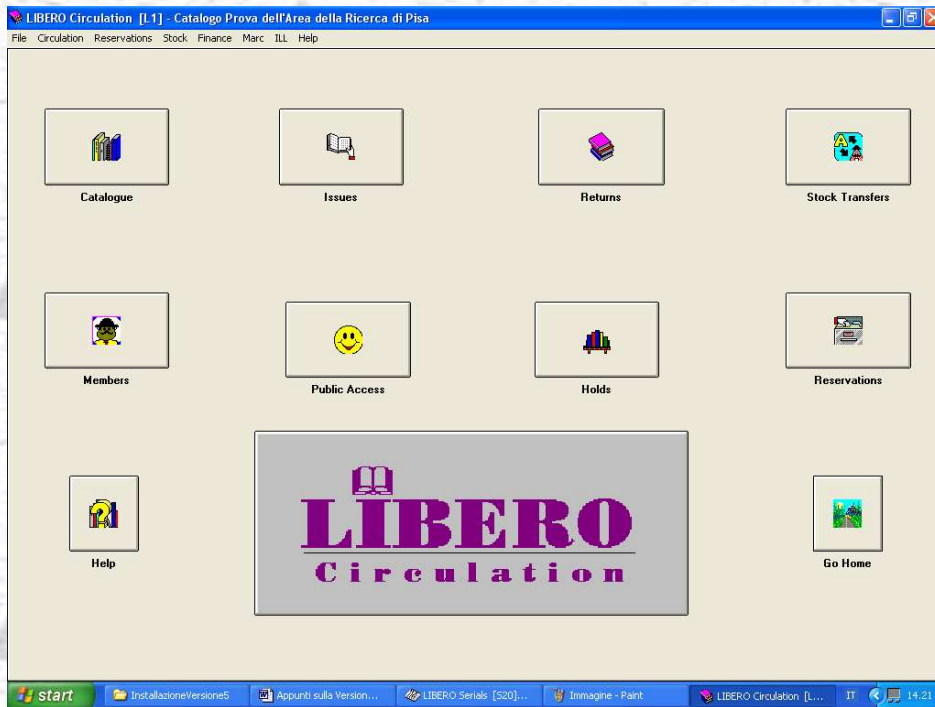 LIBERO Circulation [L1] - Catalogo Prova dell'Area della Ricerca di Pisa
File Circulation Reservations Stock Finance Marc ILL Help
Catalogue Issues Returns Stock Transfers
Members Public Access Holds Reservations
LIBERO
Circulation
Help Go Home
start InstallazioneVersione5 Appunti sulla Version... LIBERO Serials [S20]... Immagine - Paint LIBERO Circulation [L... IT 14.21